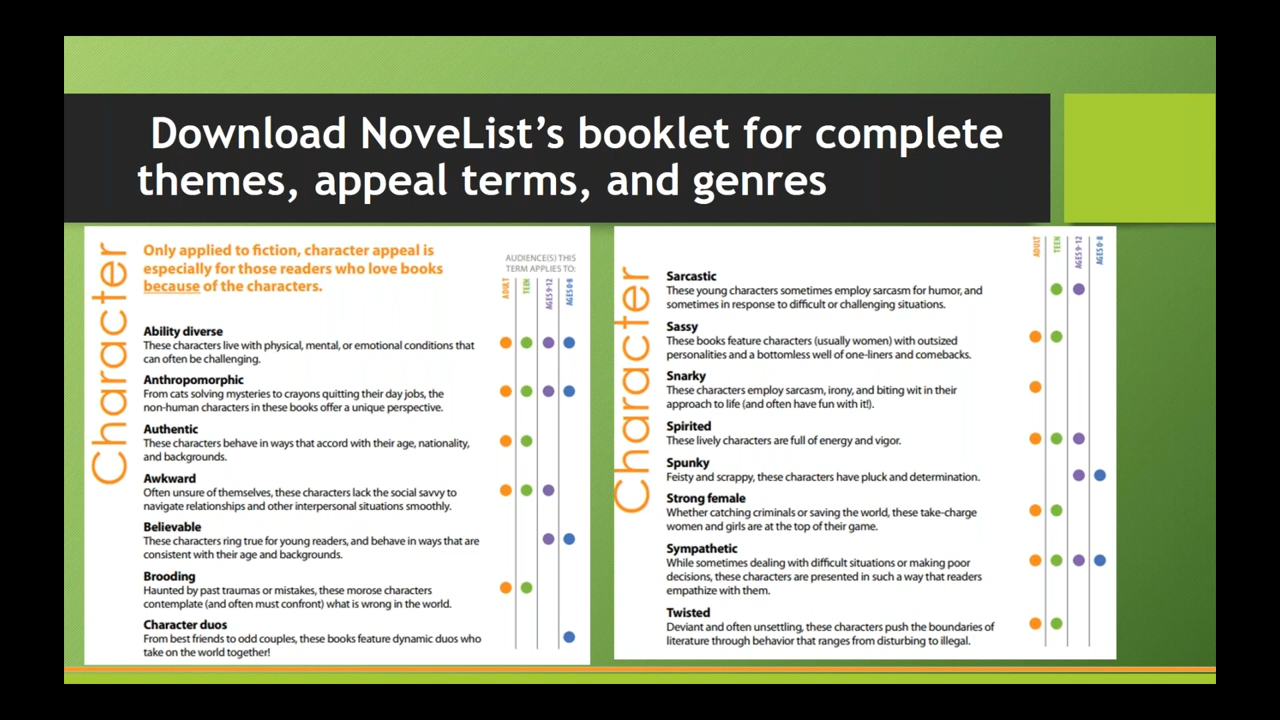 Download NoveList’s booklet for complete
themes, appeal terms, and genres
Character
Only applied to fiction, character appeal is
especially for those readers who love books
because of the characters.
AUDIENCE(S) THIS
TERM APPLIES TO:
ADULT
TEEN
AGES 9-12
AGES 0-8
Ability diverse
These characters live with physical, mental, or emotional conditions that
can often be challenging.
Anthropomorphic
From cats solving mysteries to crayons quitting their day jobs, the
non-human characters in these books offer a unique perspective.
Authentic
These characters behave in ways that accord with their age, nationality,
and backgrounds.
Awkward
Often unsure of themselves, these characters lack the social savvy to
navigate relationships and other interpersonal situations smoothly.
Believable
These characters ring true for young readers, and behave in ways that are
consistent with their age and backgrounds.
Brooding
Haunted by past traumas or mistakes, these morose characters
contemplate (and often must confront) what is wrong in the world.
Character duos
From best friends to odd couples, these books feature dynamic duos who
take on the world together!
Character
ADULT
TEEN
AGES 9-12
AGES 0-8
Sarcastic
These young characters sometimes employ sarcasm for humor, and
sometimes in response to difficult or challenging situations.
Sassy
These books feature characters (usually women) with outsized
personalities and a bottomless well of one-liners and comebacks.
Snarky
These characters employ sarcasm, irony, and biting wit in their
approach to life (and often have fun with it!).
Spirited
These lively characters are full of energy and vigor.
Spunky
Feisty and scrappy, these characters have pluck and determination.
Strong female
Whether catching criminals or saving the world, these take-charge
women and girls are at the top of their game.
Sympathetic
While sometimes dealing with difficult situations or making poor
decisions, these characters are presented in such a way that readers
empathize with them.
Twisted
Deviant and often unsettling, these characters push the boundaries of
literature through behavior that ranges from disturbing to illegal.